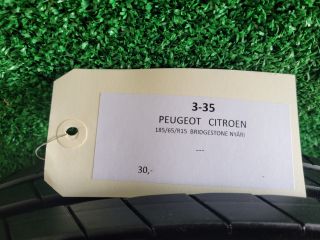 3-35
PEUGEOT CITROEN
185/65/R15 BRIDGESTONE NYÁRI
---
30,-